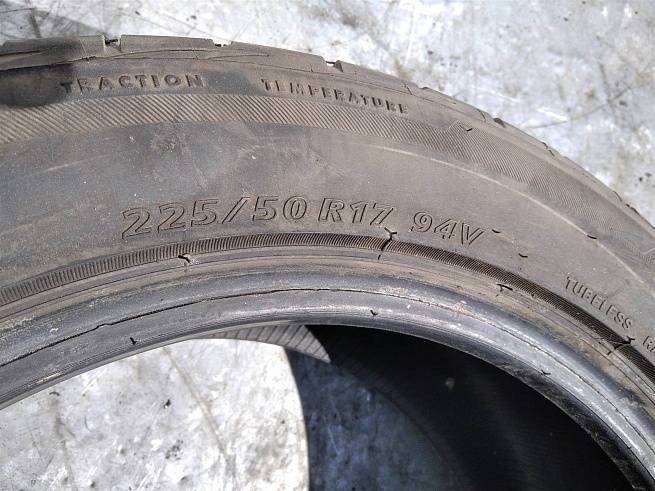 TRACTION TEMPERATURE A
225/50 R17 94V
TUBELESS